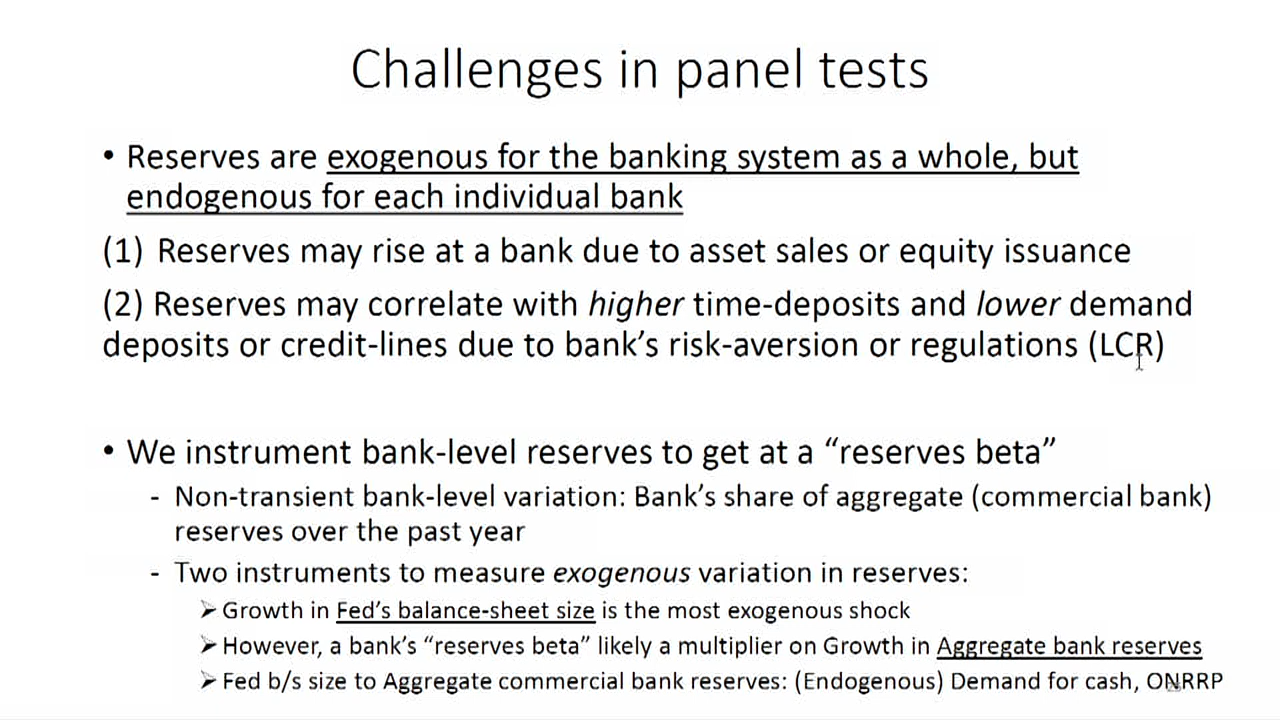 Challenges in panel tests
• Reserves are exogenous for the banking system as a whole, but
endogenous for each individual bank
(1) Reserves may rise at a bank due to asset sales or equity issuance
(2) Reserves may correlate with higher time-deposits and lower demand
deposits or credit-lines due to bank’s risk-aversion or regulations (LCR)
• We instrument bank-level reserves to get at a “reserves beta”
- Non-transient bank-level variation: Bank’s share of aggregate (commercial bank)
reserves over the past year
- Two instruments to measure exogenous variation in reserves:
➢ Growth in Fed’s balance-sheet size is the most exogenous shock
➢ However, a bank’s “reserves beta” likely a multiplier on Growth in Aggregate bank reserves
➢ Fed b/s size to Aggregate commercial bank reserves: (Endogenous) Demand for cash, ONRRP